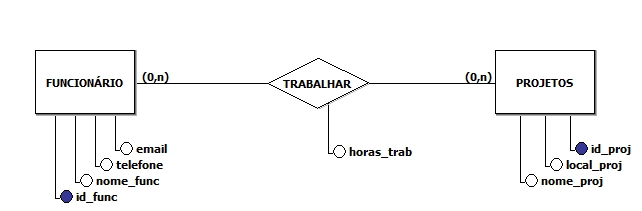 FUNCIONÁRIO
(0,n)
TRABALHAR
(0,n)
PROJETOS
email
telefone
nome_func
id_func
horas_trab
id_proj
local_proj
nome_proj